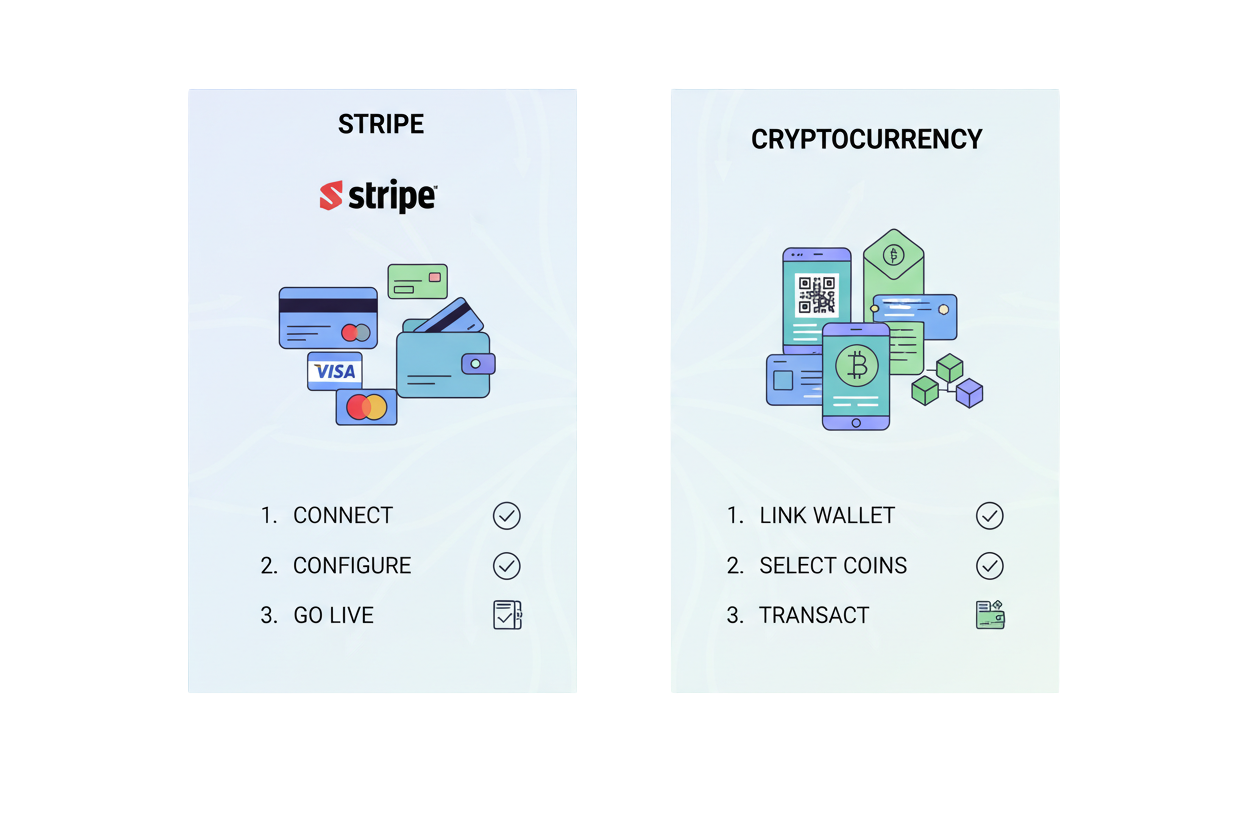 STRIPE
stripe
VISA
1. CONNECT
2. CONFIGURE
3. GO LIVE
CRYPTOCURRENCY
1. LINK WALLET
2. SELECT COINS
3. TRANSACT